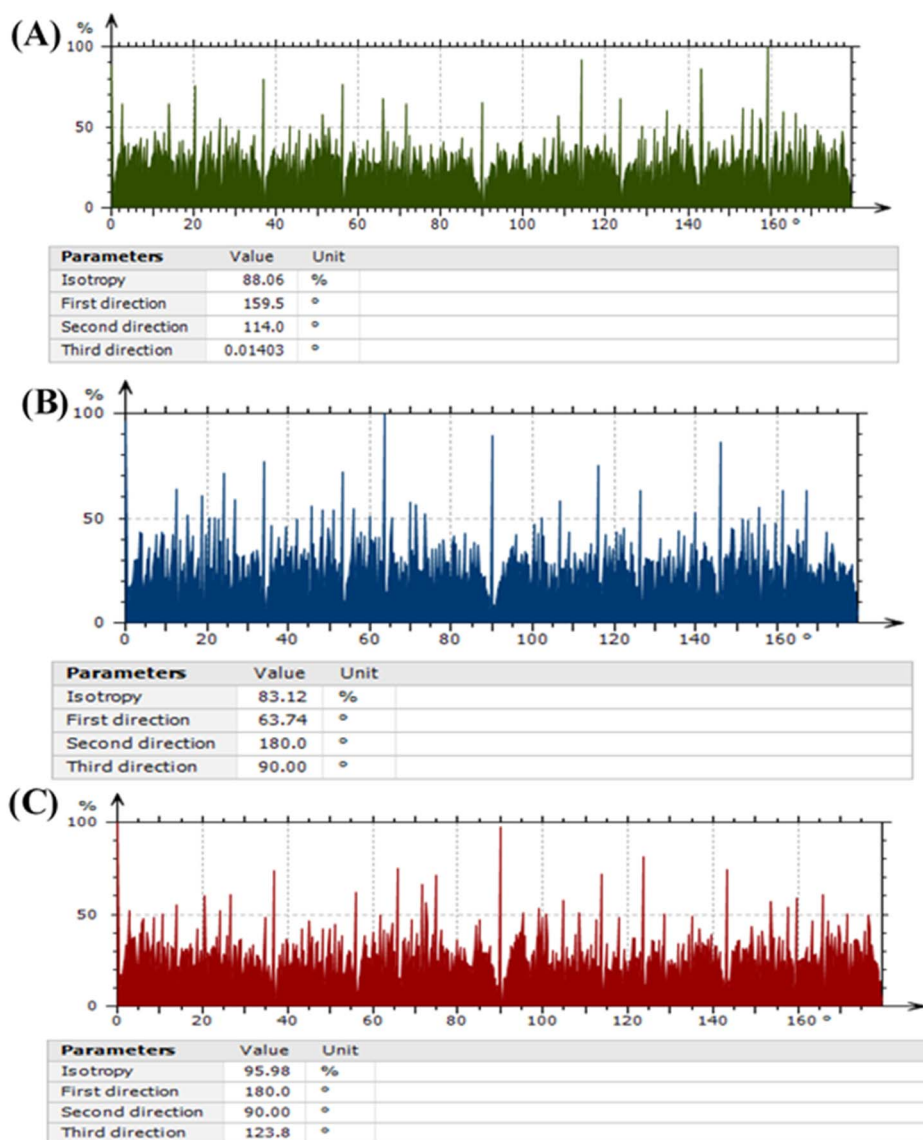 (A)
%
100
50
0
0 20 40 60 80 100 120 140 160 °
Parameters Value Unit
Isotropy 88.06 %
First direction 159.5 °
Second direction 114.0 °
Third direction 0.01403 °
(B)
%
100
50
0
0 20 40 60 80 100 120 140 160 °
Parameters Value Unit
Isotropy 83.12 %
First direction 63.74 °
Second direction 180.0 °
Third direction 90.00 °
(C)
%
100
50
0
0 20 40 60 80 100 120 140 160 °
Parameters Value Unit
Isotropy 95.98 %
First direction 180.0 °
Second direction 90.00 °
Third direction 123.8 °